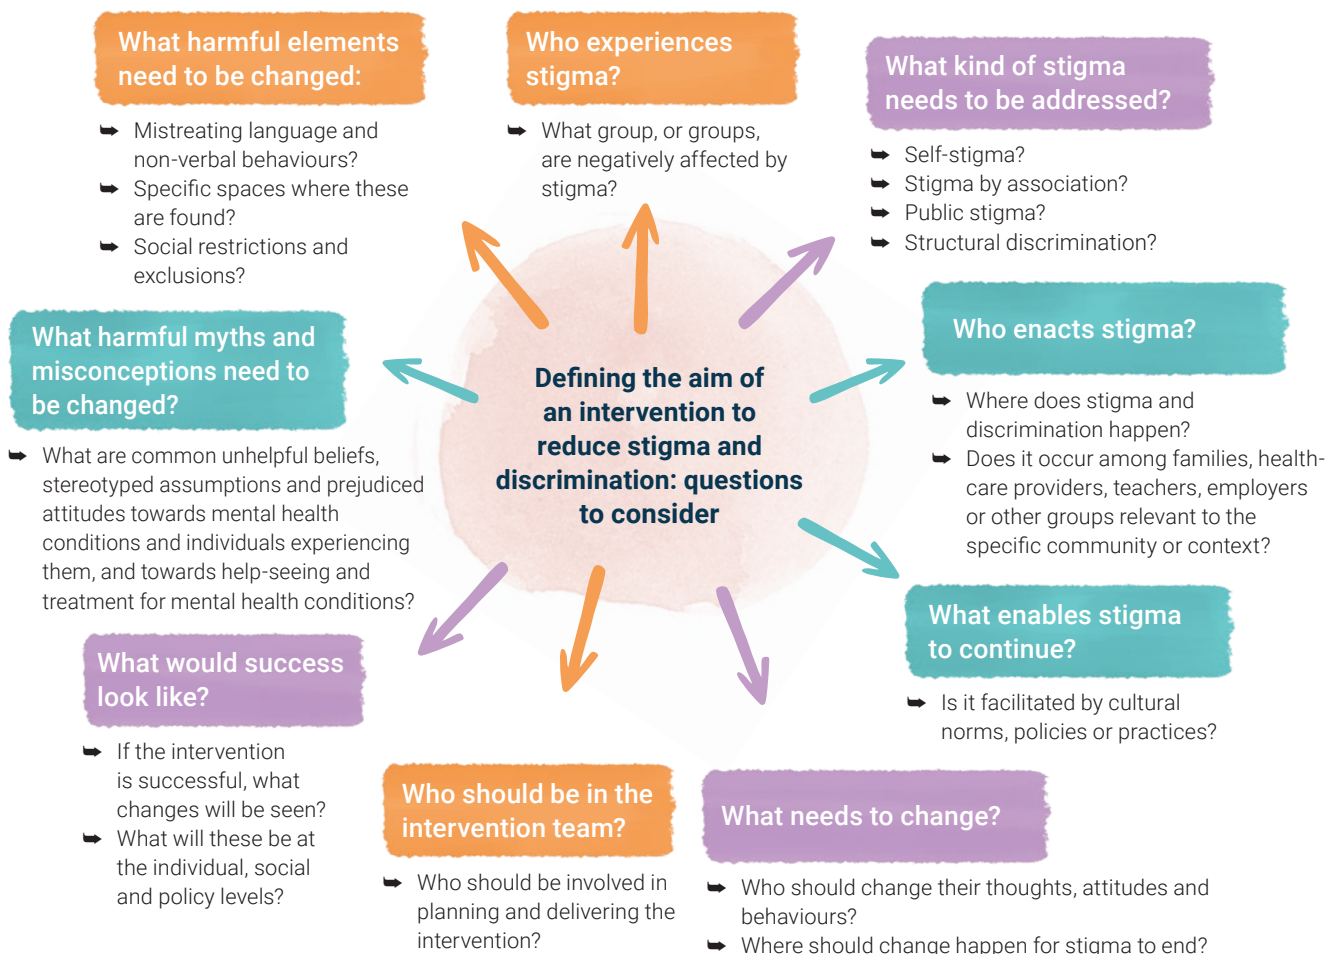 What harmful elements
need to be changed:
➥ Mistreating language and
non-verbal behaviours?
➥ Specific spaces where these
are found?
➥ Social restrictions and
exclusions?
Who experiences
stigma?
➥ What group, or groups,
are negatively affected by
stigma?
What kind of stigma
needs to be addressed?
➥ Self-stigma?
➥ Stigma by association?
➥ Public stigma?
➥ Structural discrimination?
What harmful myths and
misconceptions need to
be changed?
➥ What are common unhelpful beliefs,
stereotyped assumptions and prejudiced
attitudes towards mental health
conditions and individuals experiencing
them, and towards help-seeking and
treatment for mental health conditions?
Defining the aim of
an intervention to
reduce stigma and
discrimination: questions
to consider
Who enacts stigma?
➥ Where does stigma and
discrimination happen?
➥ Does it occur among families, health-
care providers, teachers, employers
or other groups relevant to the
specific community or context?
What enables stigma
to continue?
➥ Is it facilitated by cultural
norms, policies or practices?
What would success
look like?
➥ If the intervention
is successful, what
changes will be seen?
➥ What will these be at
the individual, social
and policy levels?
Who should be in the
intervention team?
➥ Who should be involved in
planning and delivering the
intervention?
What needs to change?
➥ Who should change their thoughts, attitudes and
behaviours?
➥ Where should change happen for stigma to end?